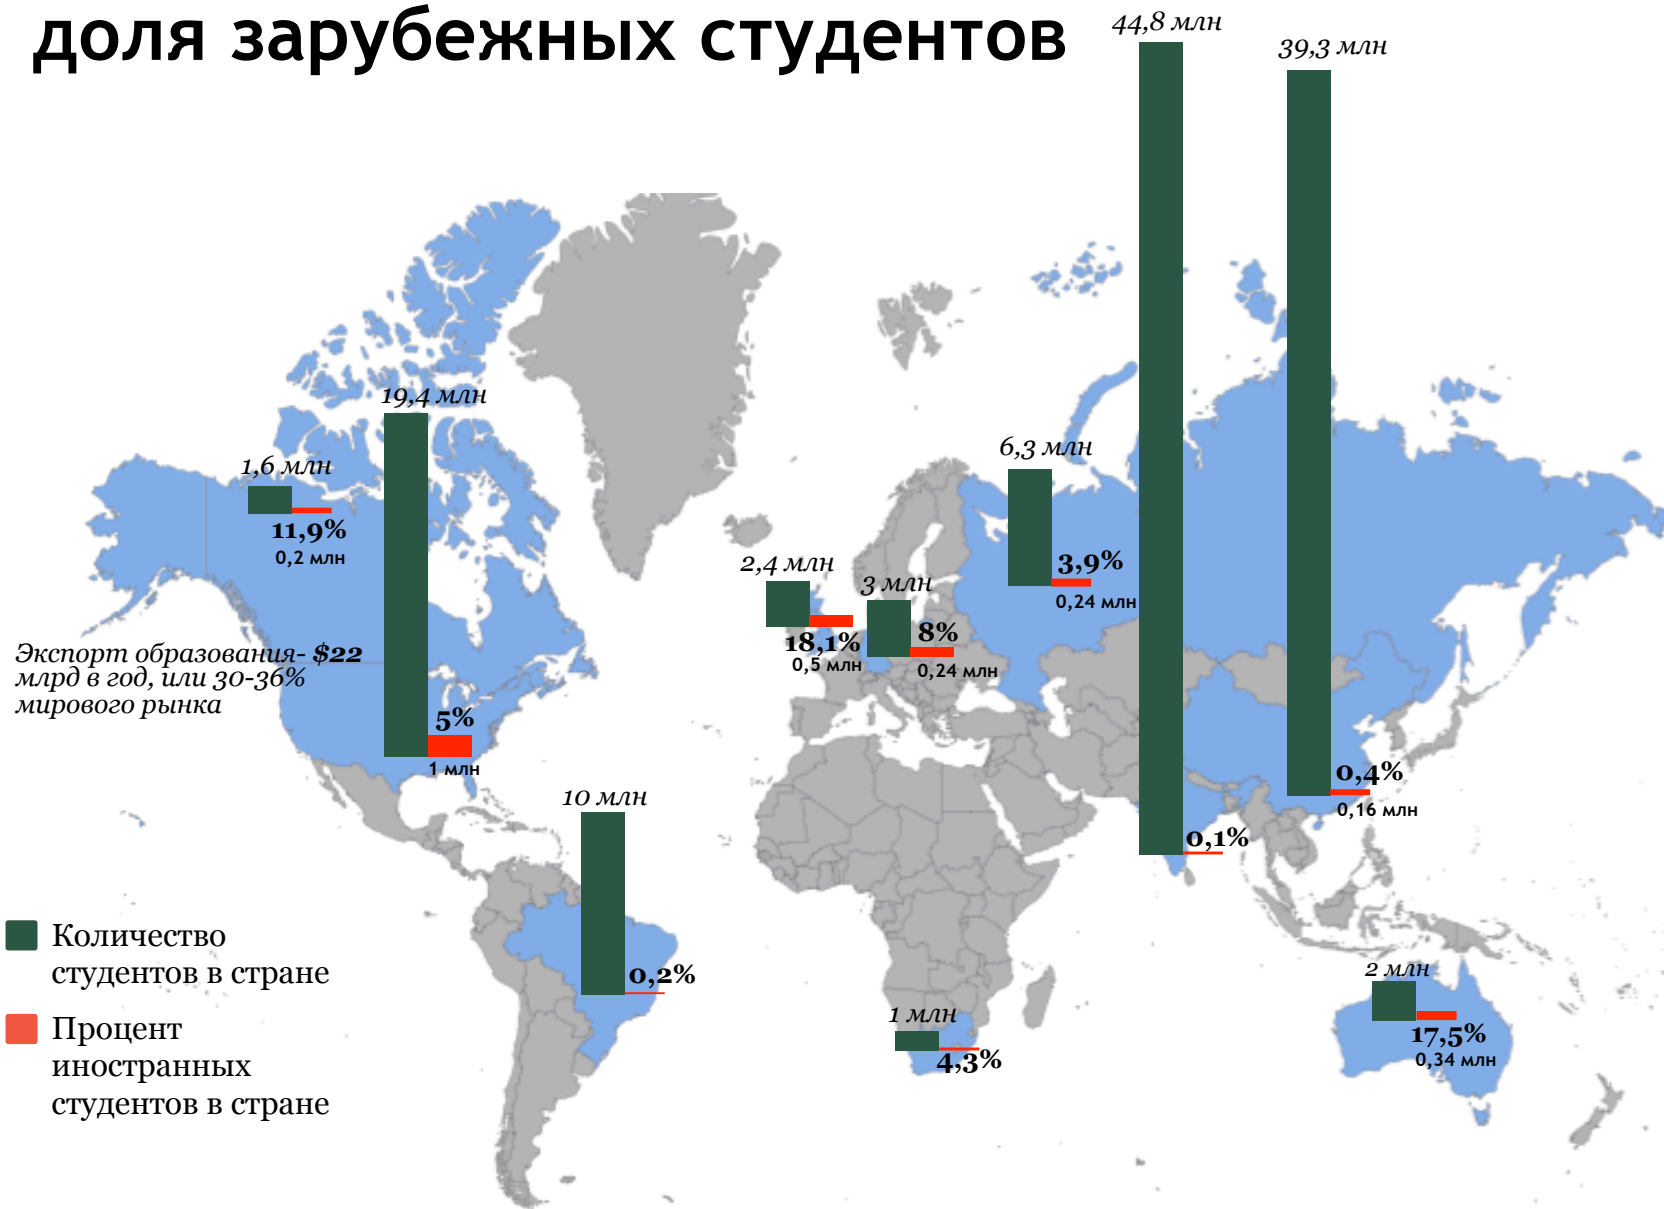 доля зарубежных студентов
44,8 млн
39,3 млн
19,4 млн
1,6 млн
11,9%
0,2 млн
6,3 млн
3,9%
0,24 млн
2,4 млн
18,1%
0,5 млн
3 млн
8%
0,24 млн
Экспорт образования- $22
млрд в год, или 30-36%
мирового рынка
5%
1 млн
0,4%
0,16 млн
0,1%
10 млн
0,2%
Количество
студентов в стране
Процент
иностранных
студентов в стране
1 млн
4,3%
2 млн
17,5%
0,34 млн